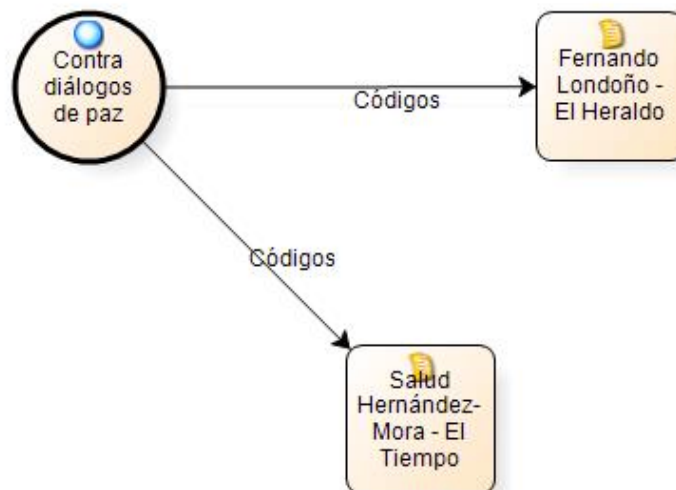 Contra
diálogos
de paz
Códigos
Fernando
Londoño -
El Heraldo
Códigos
Salud
Hernández-
Mora - El
Tiempo